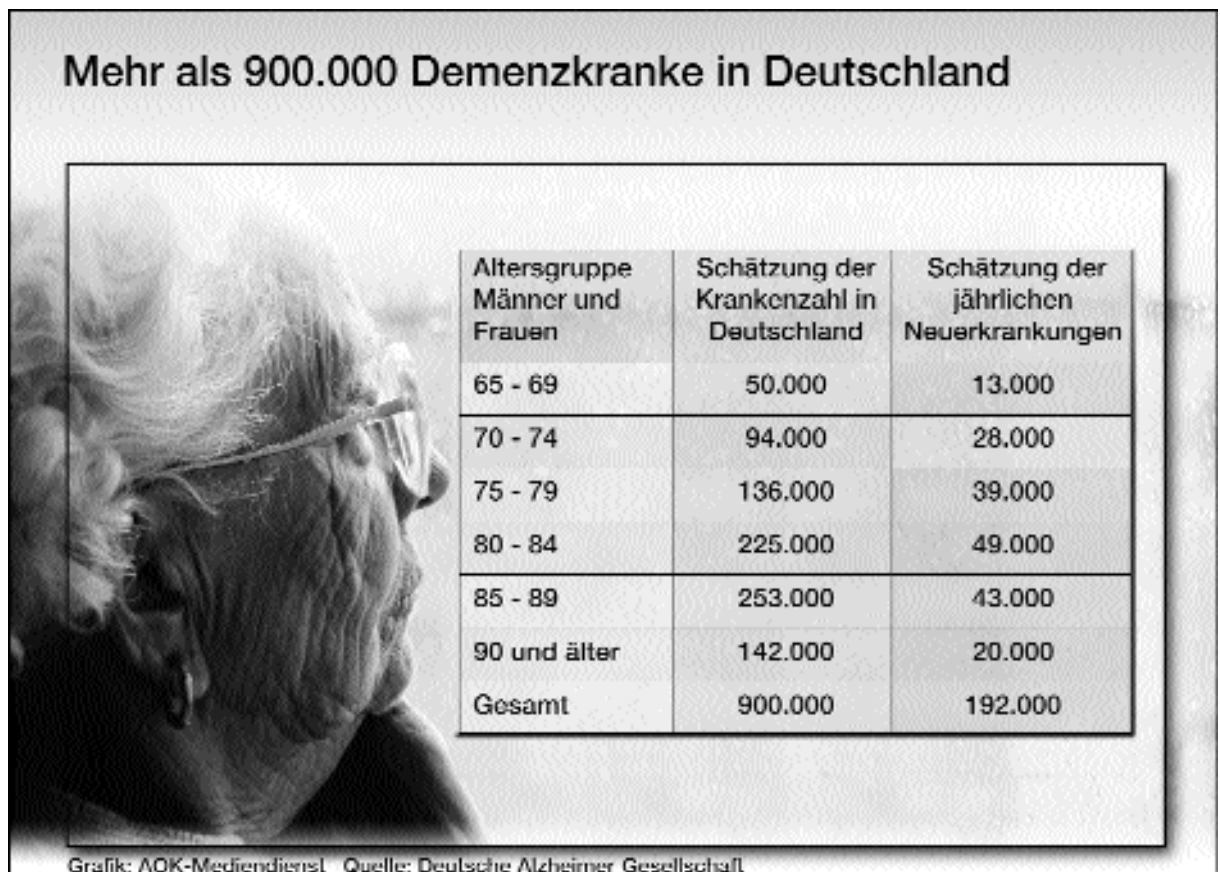 Mehr als 900.000 Demenzkranke in Deutschland
Altersgruppe Männer und Frauen | Schätzung der Krankenzahl in Deutschland | Schätzung der jährlichen Neuerkrankungen
65 - 69 50.000 13.000
70 - 74 94.000 28.000
75 - 79 136.000 39.000
80 - 84 225.000 49.000
85 - 89 253.000 43.000
90 und älter 142.000 20.000
Gesamt 900.000 192.000
Grafik: AOK-Mediendienst Quelle: Deutsche Alzheimer Gesellschaft